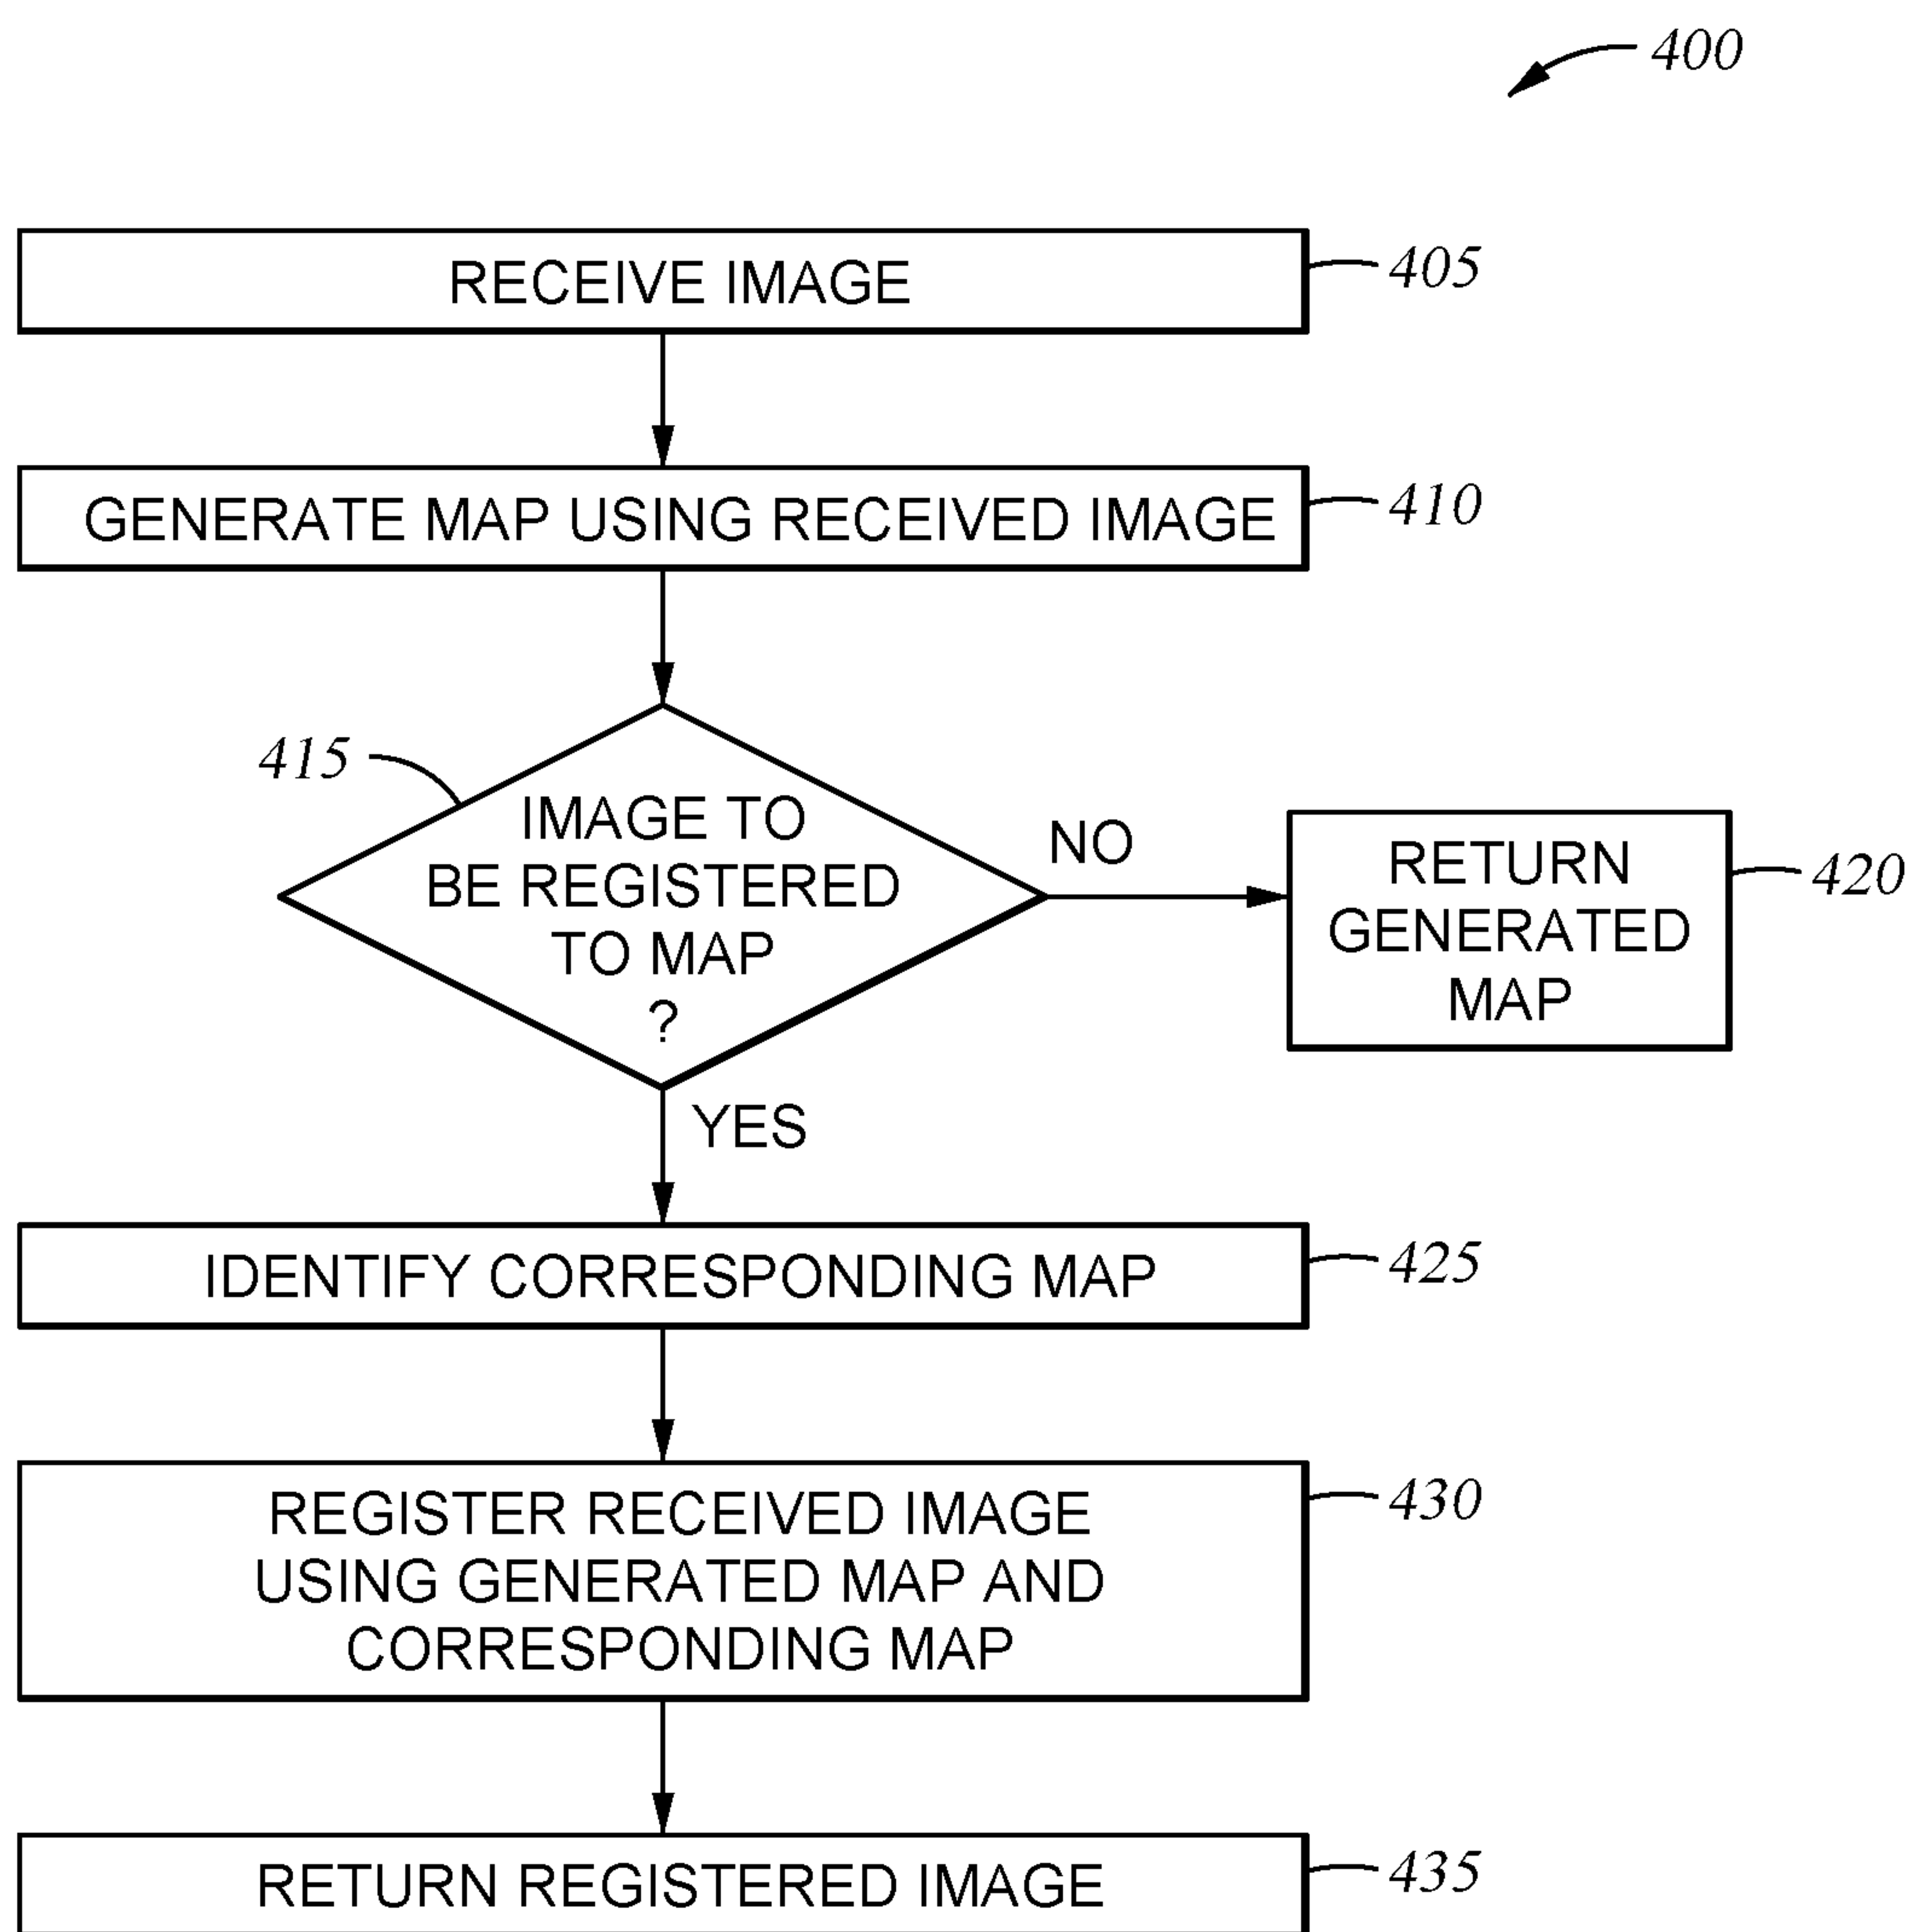 400
RECEIVE IMAGE
405
GENERATE MAP USING RECEIVED IMAGE
410
415
IMAGE TO
BE REGISTERED
TO MAP
?
NO
RETURN
GENERATED
MAP
420
YES
IDENTIFY CORRESPONDING MAP
425
REGISTER RECEIVED IMAGE
USING GENERATED MAP AND
CORRESPONDING MAP
430
RETURN REGISTERED IMAGE
435